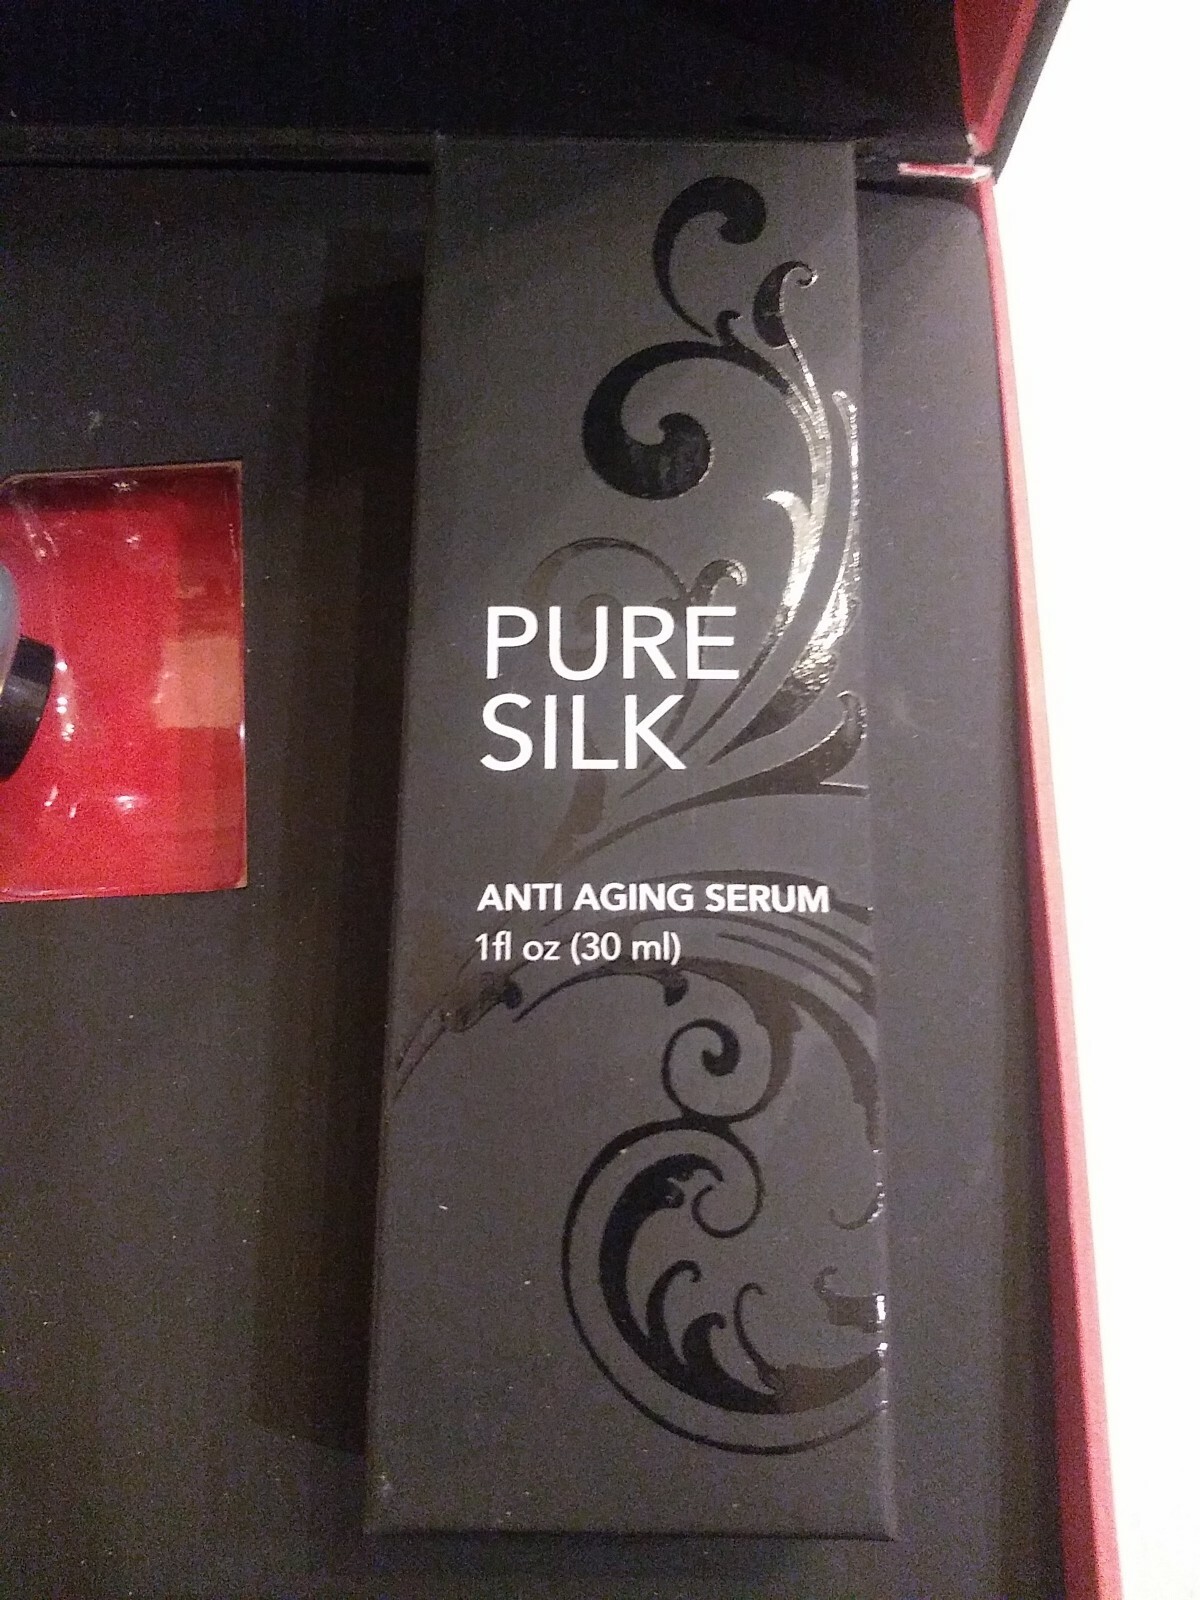 PURE
SILK
ANTI AGING SERUM
1fl oz (30 ml)